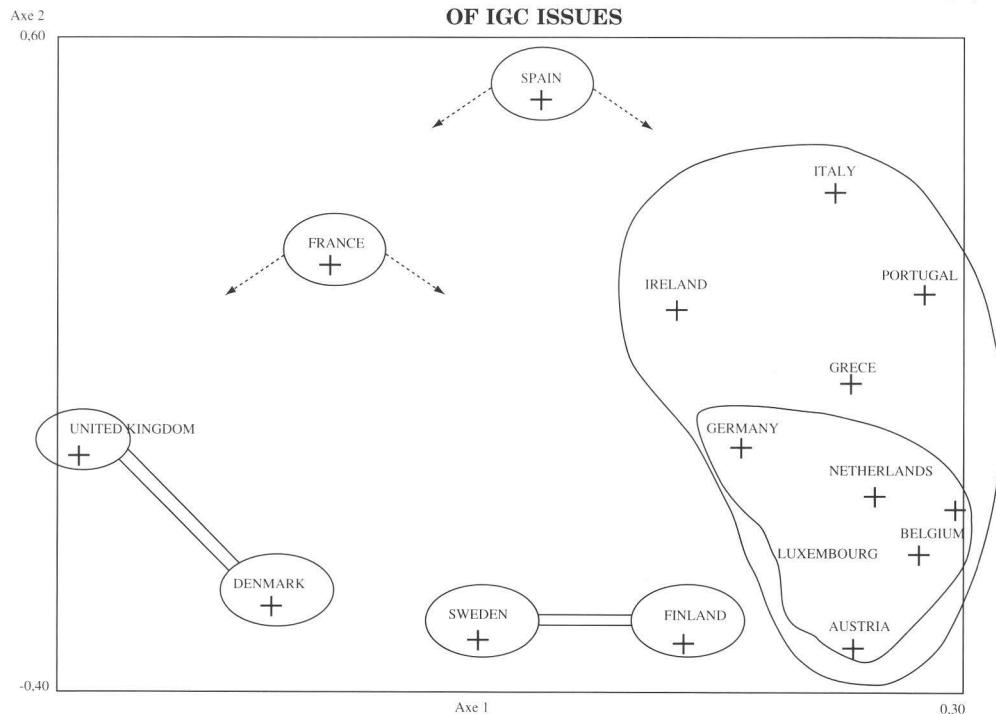 OF IGC ISSUES
Axe 2
0,60
SPAIN
ITALY
FRANCE
PORTUGAL
IRELAND
GRECE
UNITED KINGDOM
GERMANY
NETHERLANDS
BELGIUM
LUXEMBOURG
DENMARK
SWEDEN
FINLAND
AUSTRIA
-0,40
Axe 1
0,30